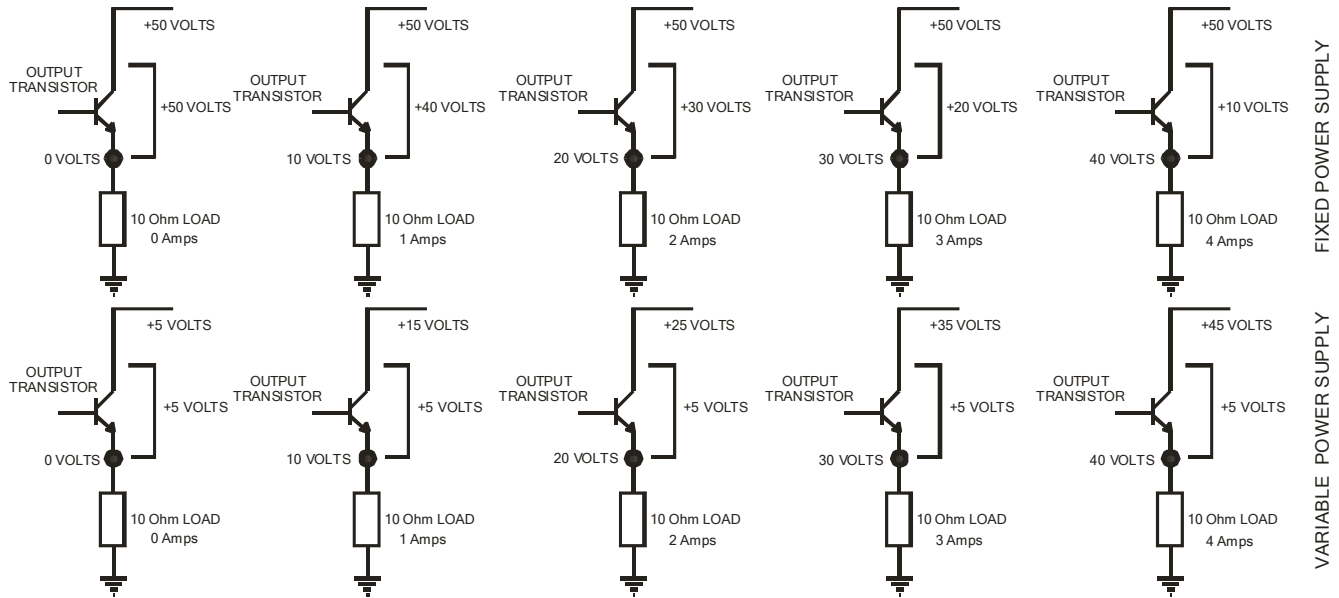 +50 VOLTS
OUTPUT
TRANSISTOR
+50 VOLTS
0 VOLTS
10 Ohm LOAD
0 Amps
+50 VOLTS
OUTPUT
TRANSISTOR
+40 VOLTS
10 VOLTS
10 Ohm LOAD
1 Amps
+50 VOLTS
OUTPUT
TRANSISTOR
+30 VOLTS
20 VOLTS
10 Ohm LOAD
2 Amps
+50 VOLTS
OUTPUT
TRANSISTOR
+20 VOLTS
30 VOLTS
10 Ohm LOAD
3 Amps
+50 VOLTS
OUTPUT
TRANSISTOR
+10 VOLTS
40 VOLTS
10 Ohm LOAD
4 Amps
FIXED POWER SUPPLY
+5 VOLTS
OUTPUT
TRANSISTOR
+5 VOLTS
0 VOLTS
10 Ohm LOAD
0 Amps
+15 VOLTS
OUTPUT
TRANSISTOR
+5 VOLTS
10 VOLTS
10 Ohm LOAD
1 Amps
+25 VOLTS
OUTPUT
TRANSISTOR
+5 VOLTS
20 VOLTS
10 Ohm LOAD
2 Amps
+35 VOLTS
OUTPUT
TRANSISTOR
+5 VOLTS
30 VOLTS
10 Ohm LOAD
3 Amps
+45 VOLTS
OUTPUT
TRANSISTOR
+5 VOLTS
40 VOLTS
10 Ohm LOAD
4 Amps
VARIABLE POWER SUPPLY